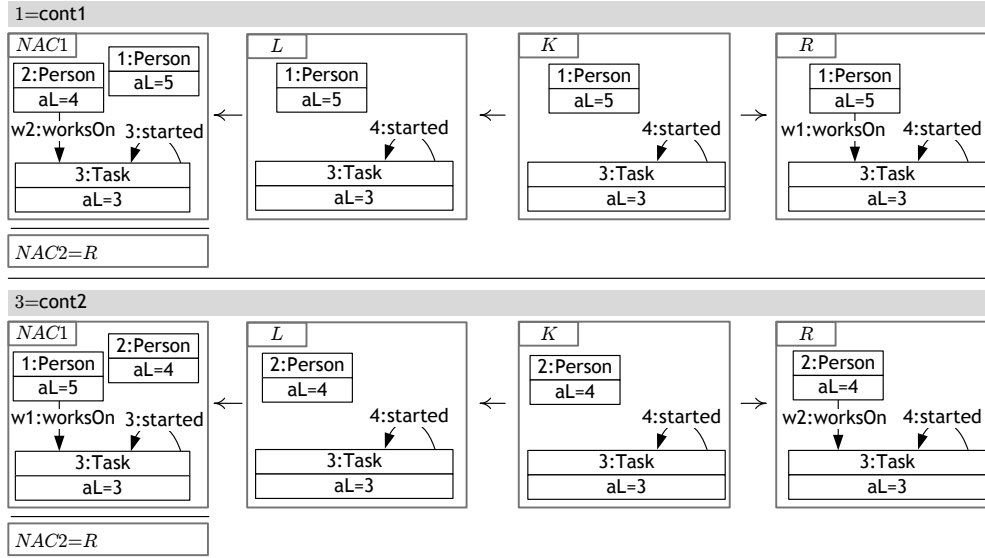 1=cont1
NAC1
2:Person
aL=4
1:Person
aL=5
w2:worksOn
3:started
3:Task
aL=3
L
1:Person
aL=5
4:started
3:Task
aL=3
K
1:Person
aL=5
4:started
3:Task
aL=3
R
1:Person
aL=5
w1:worksOn
4:started
3:Task
aL=3
NAC2=R
3=cont2
NAC1
1:Person
aL=5
2:Person
aL=4
w1:worksOn
3:started
3:Task
aL=3
L
2:Person
aL=4
4:started
3:Task
aL=3
K
2:Person
aL=4
4:started
3:Task
aL=3
R
2:Person
aL=4
w2:worksOn
4:started
3:Task
aL=3
NAC2=R